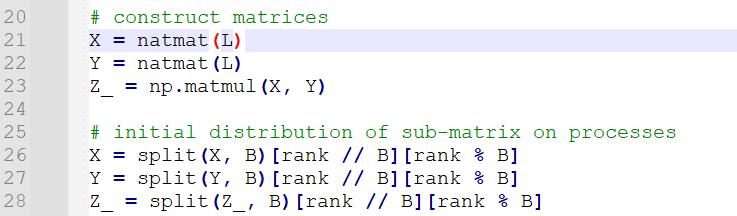 20 # construct matrices
21 X = natmat(L)
22 Y = natmat(L)
23 Z_ = np.matmul(X, Y)
24
25 # initial distribution of sub-matrix on processes
26 X = split(X, B)[rank // B][rank % B]
27 Y = split(Y, B)[rank // B][rank % B]
28 Z_ = split(Z_, B)[rank // B][rank % B]